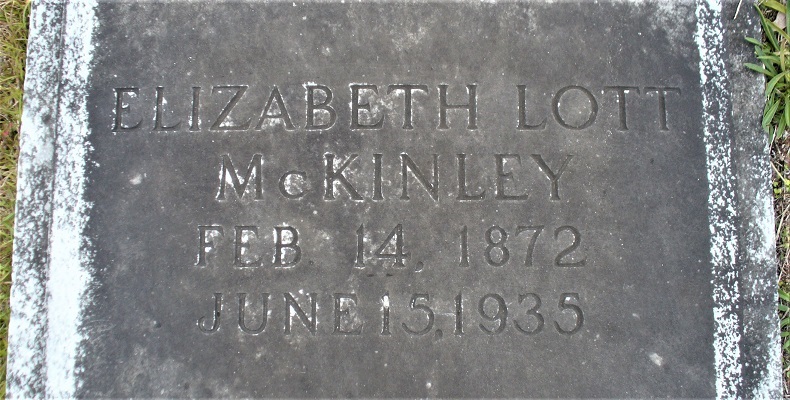 ELIZABETH LOTT
McKINLEY
FEB. 14, 1872
JUNE 15, 1935